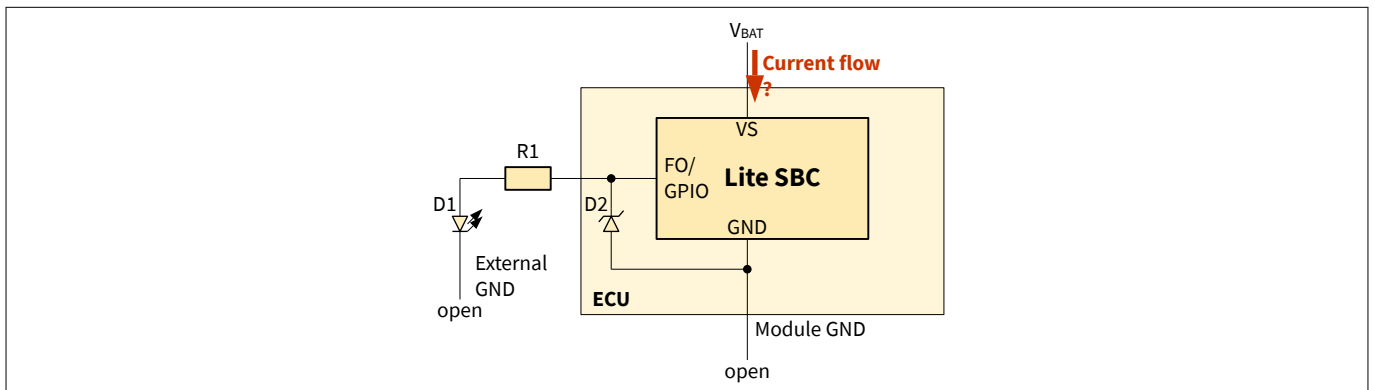 VBAT
Current flow
?
VS
R1
FO/
GPIO
Lite SBC
D1
D2
GND
External
GND
open
ECU
Module GND
open